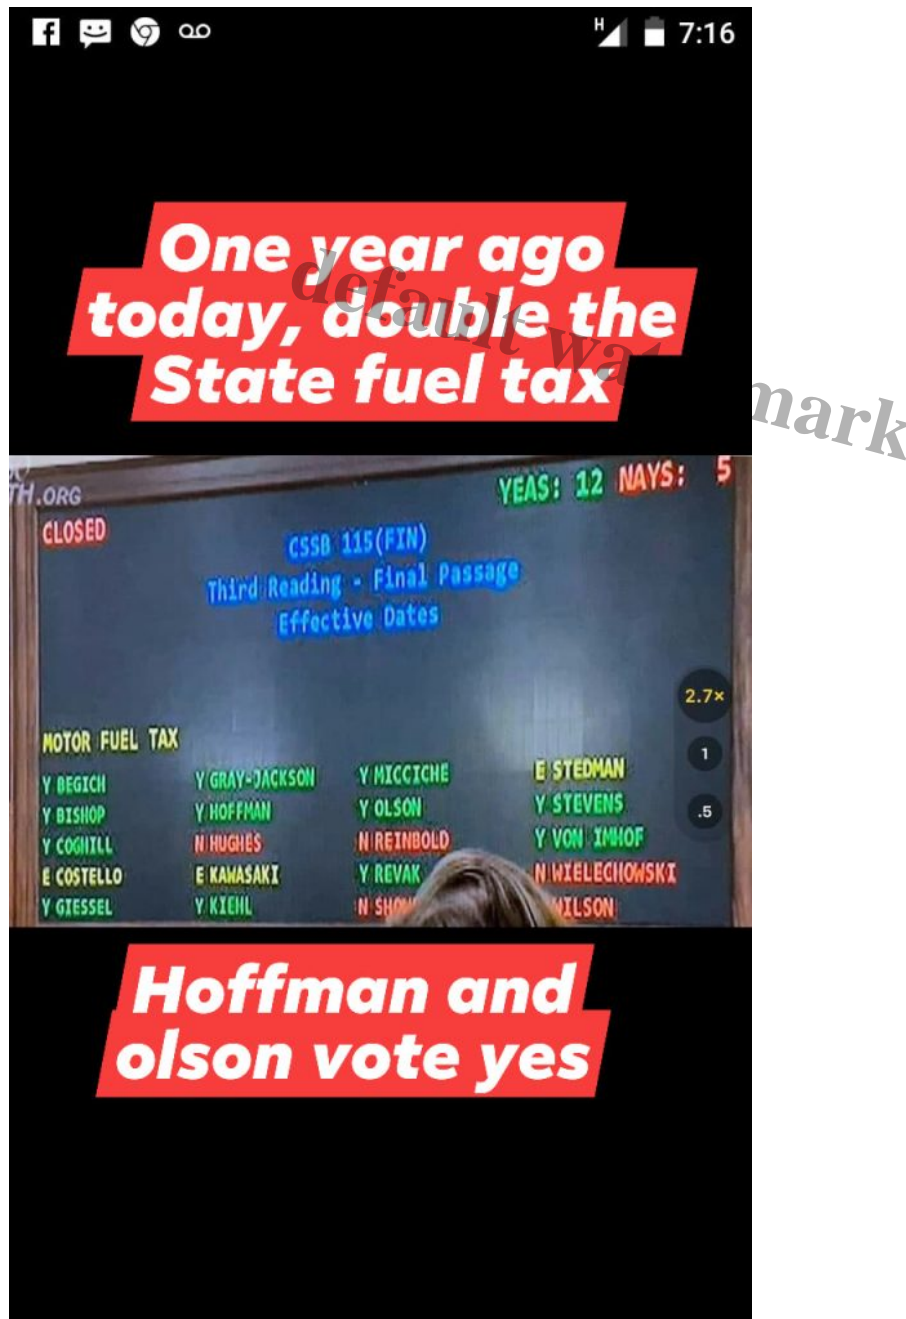 7:16
One year ago
today, double the
State fuel tax
default
mark
TH.ORG
YEAS: 12 NAYS: 5
CLOSED
CSSB 115(FIN)
Third Reading - Final Passage
Effective Dates
2.7×
1
.5
MOTOR FUEL TAX
Y BEGICH
Y BISHOP
Y COGHILL
E COSTELLO
Y GIESSEL
Y GRAY-JACKSON
Y HOFFMAN
N HUGHES
E KAWASAKI
Y KIEHL
Y MICCICHE
Y OLSON
N REINBOLD
Y REVAK
N
E STEDMAN
Y STEVENS
Y VON IMHOF
N WIELECHOWSKI
WILSON
Hoffman and
olson vote yes